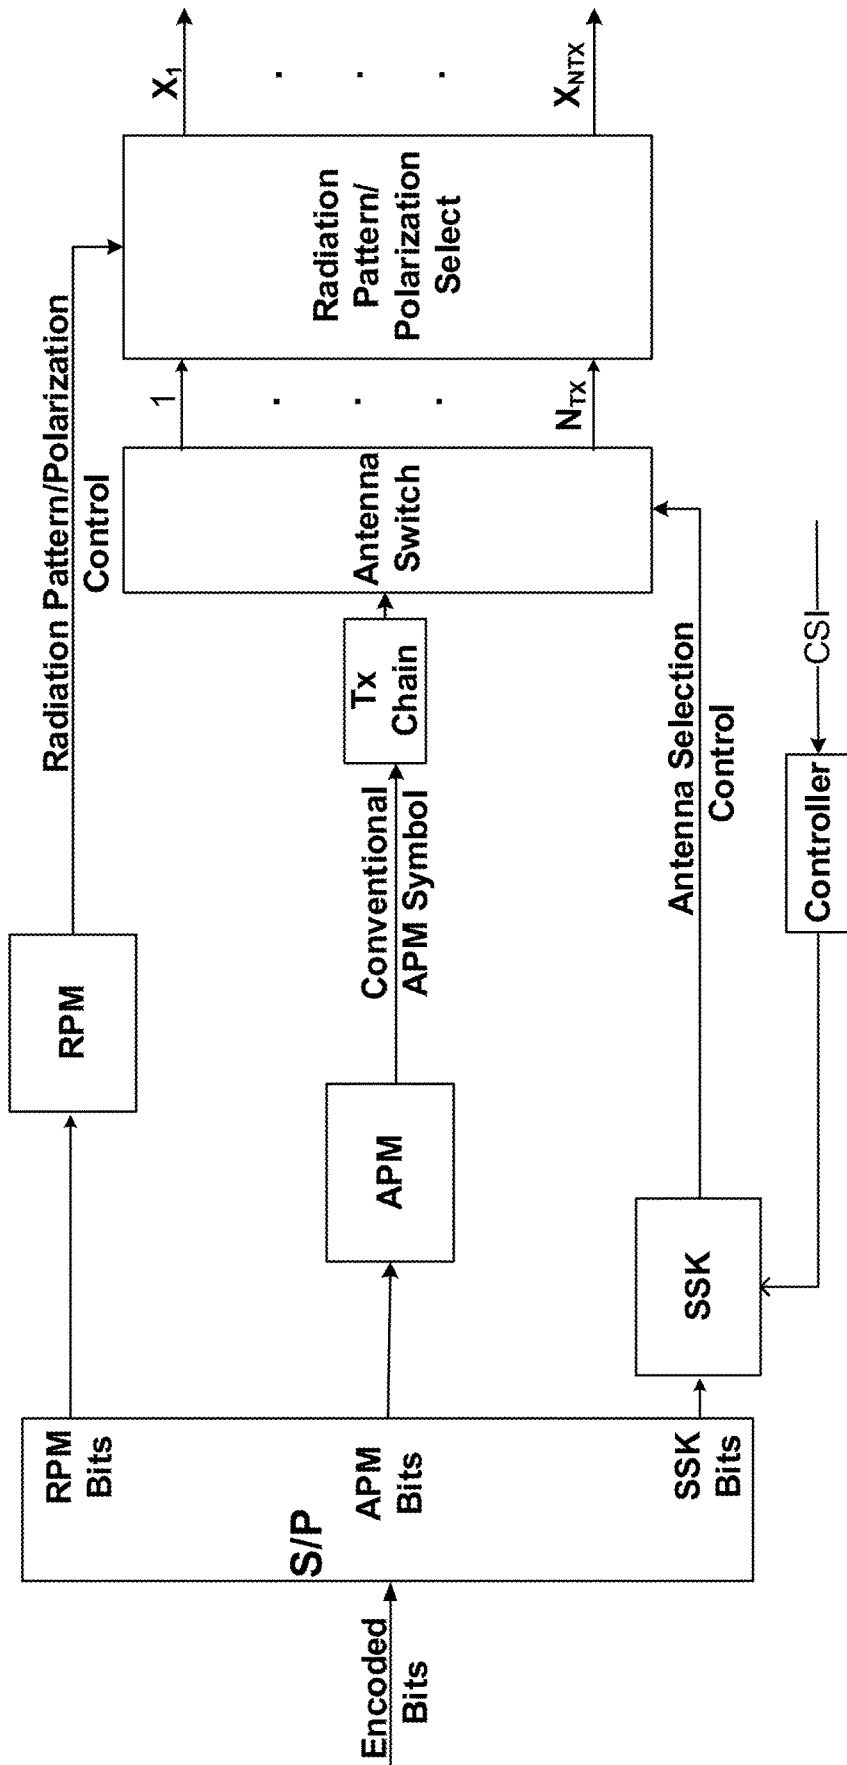 Encoded
Bits
S/P
RPM
Bits
APM
Bits
SSK
Bits
RPM
APM
SSK
Radiation Pattern/Polarization
Control
Conventional
APM Symbol
Antenna Selection
Control
Controller
CSI
Tx
Chain
Antenna
Switch
1
. . .
NTX
Radiation
Pattern/
Polarization
Select
X1
. . .
XNTX